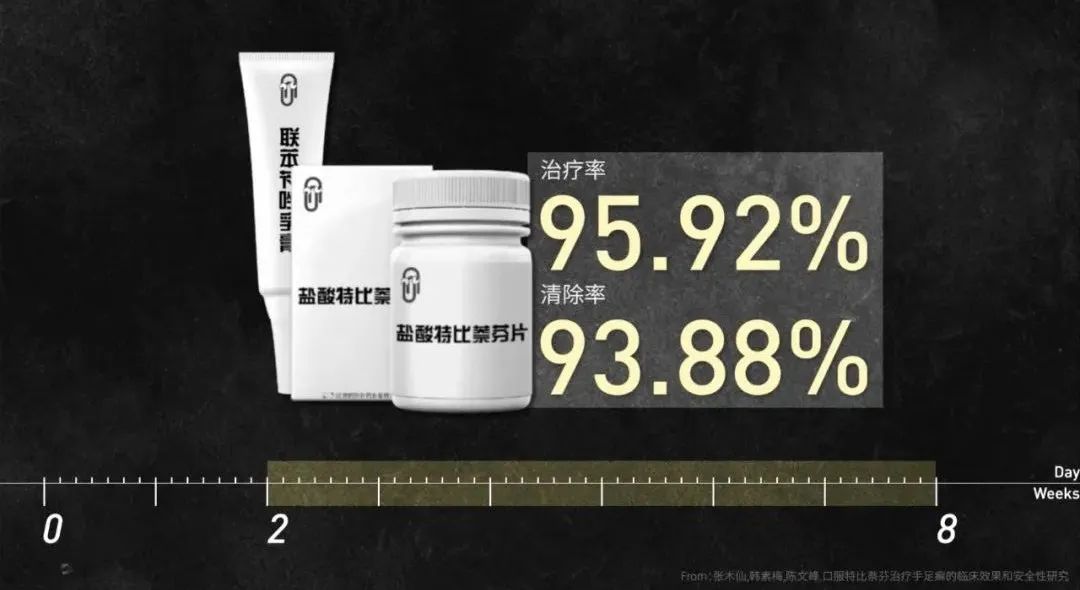 联苯苄唑乳膏
盐酸特比萘
盐酸特比萘芬片
治疗率
95.92%
清除率
93.88%
Day
Weeks
0
2
8
From:张木仙,韩素梅,陈文峰.口服特比萘芬治疗手足癣的临床效果和安全性研究